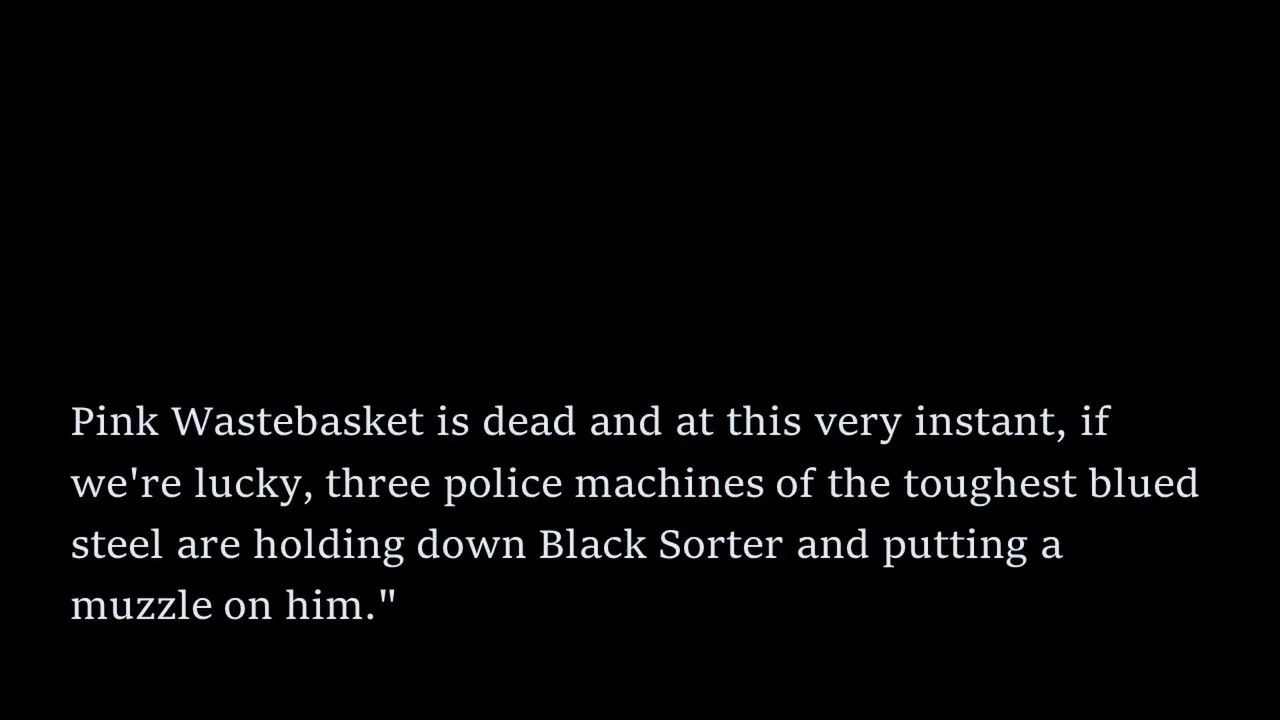 Pink Wastebasket is dead and at this very instant, if
we're lucky, three police machines of the toughest blued
steel are holding down Black Sorter and putting a
muzzle on him."